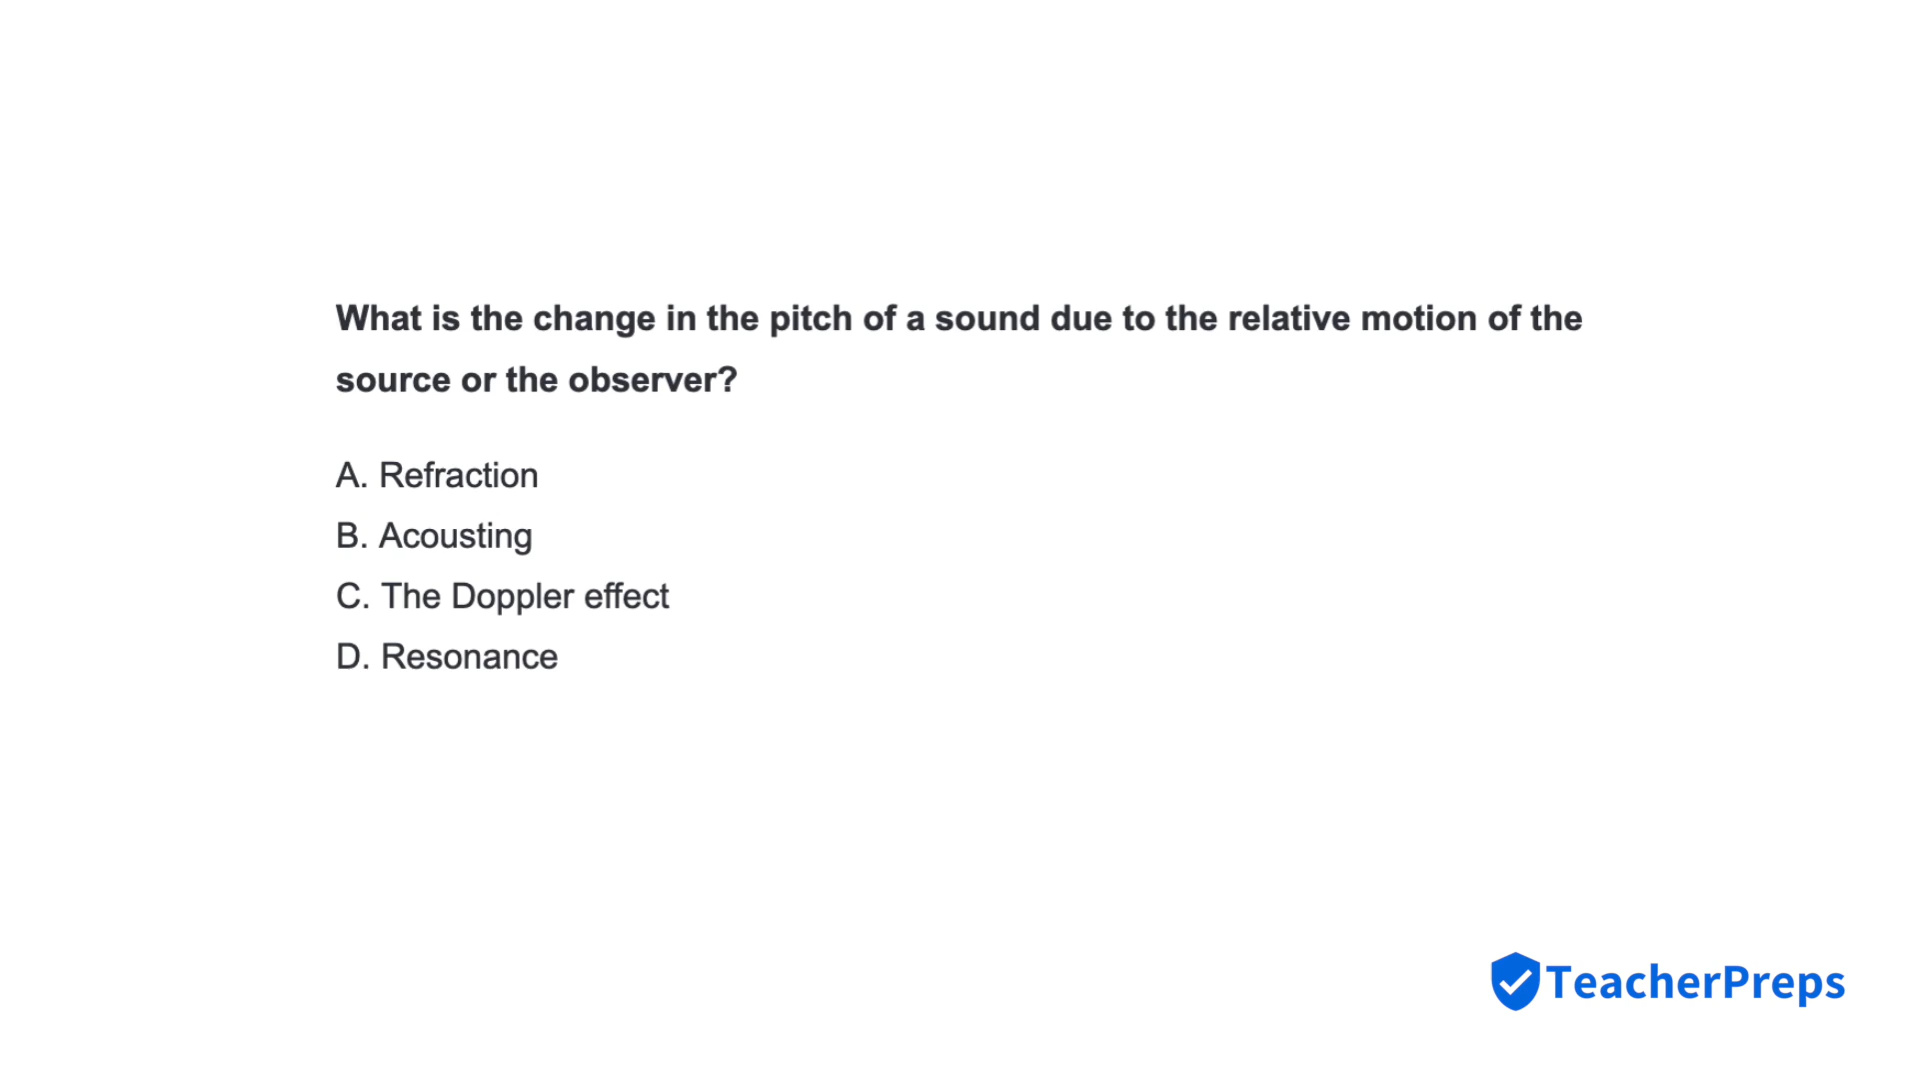 What is the change in the pitch of a sound due to the relative motion of the
source or the observer?
A. Refraction
B. Acousting
C. The Doppler effect
D. Resonance
TeacherPreps